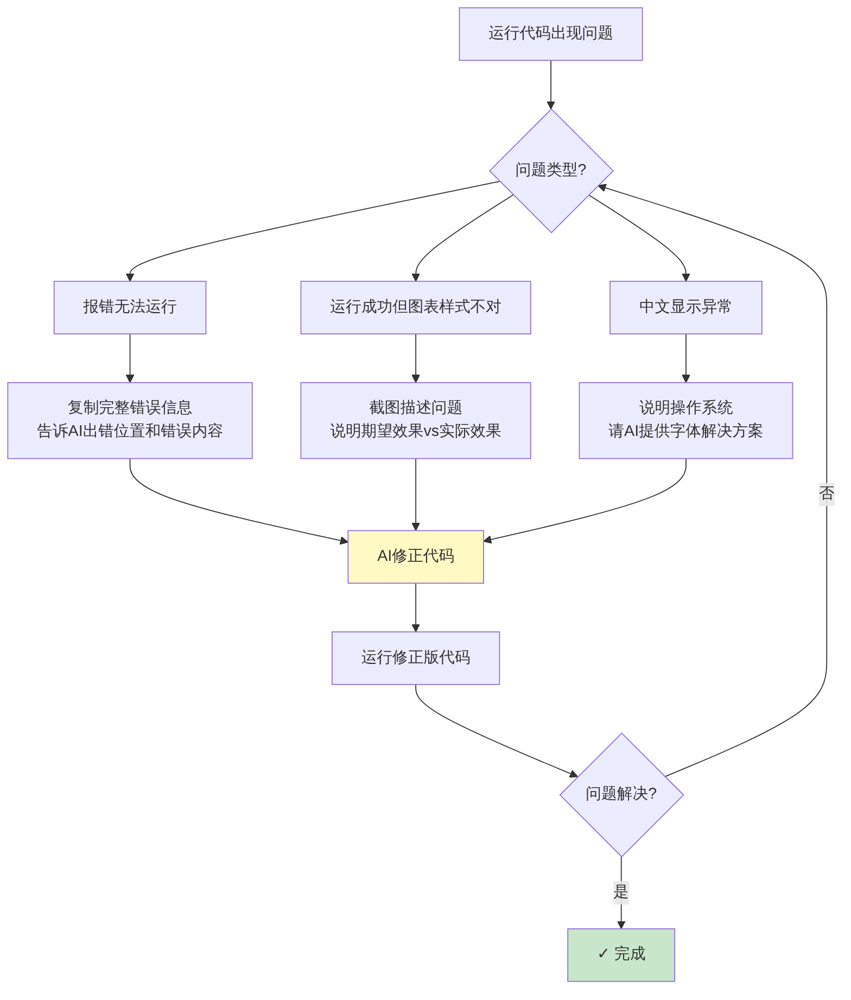 运行代码出现问题
问题类型?
报错无法运行
运行成功但图表样式不对
中文显示异常
复制完整错误信息
告诉AI出错位置和错误内容
截图描述问题
说明期望效果vs实际效果
说明操作系统
请AI提供字体解决方案
否
AI修正代码
运行修正版代码
问题解决?
是
✓ 完成